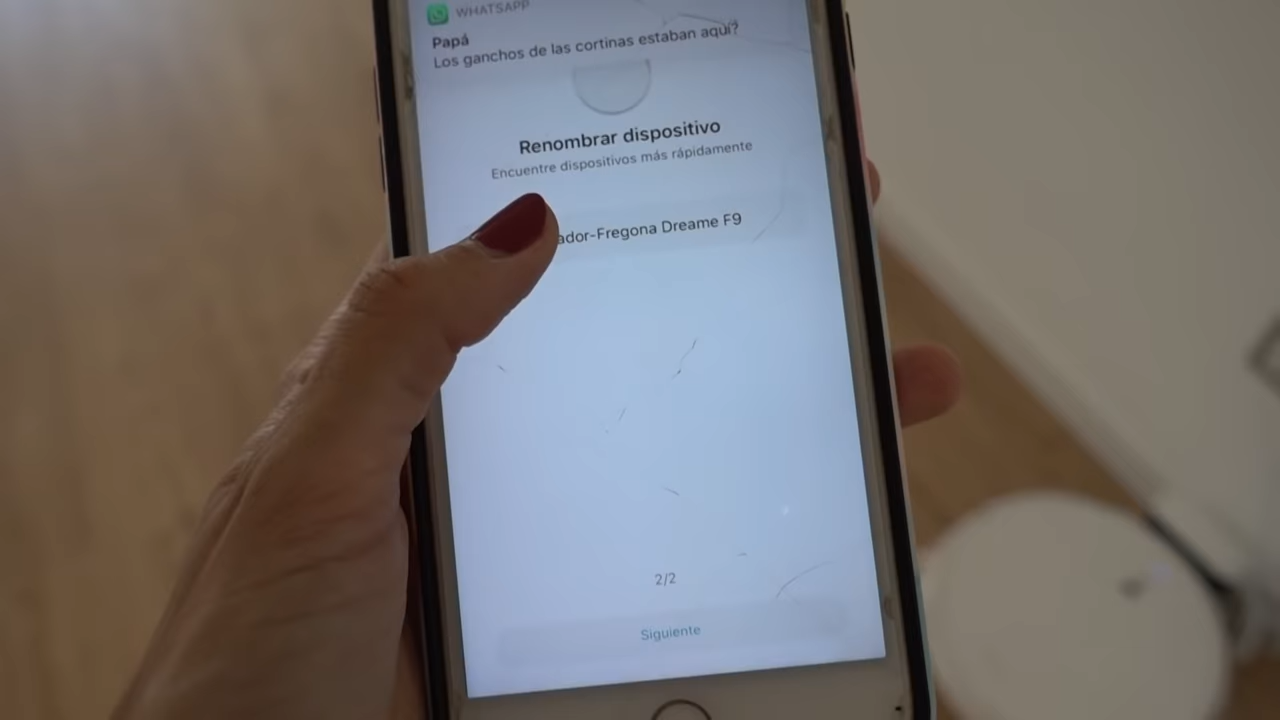 WHATSAPP
Papá
Los ganchos de las cortinas estaban aquí?
Renombrar dispositivo
Encuentre dispositivos más rápidamente
ador-Fregona Dreame F9
2/2
Siguiente